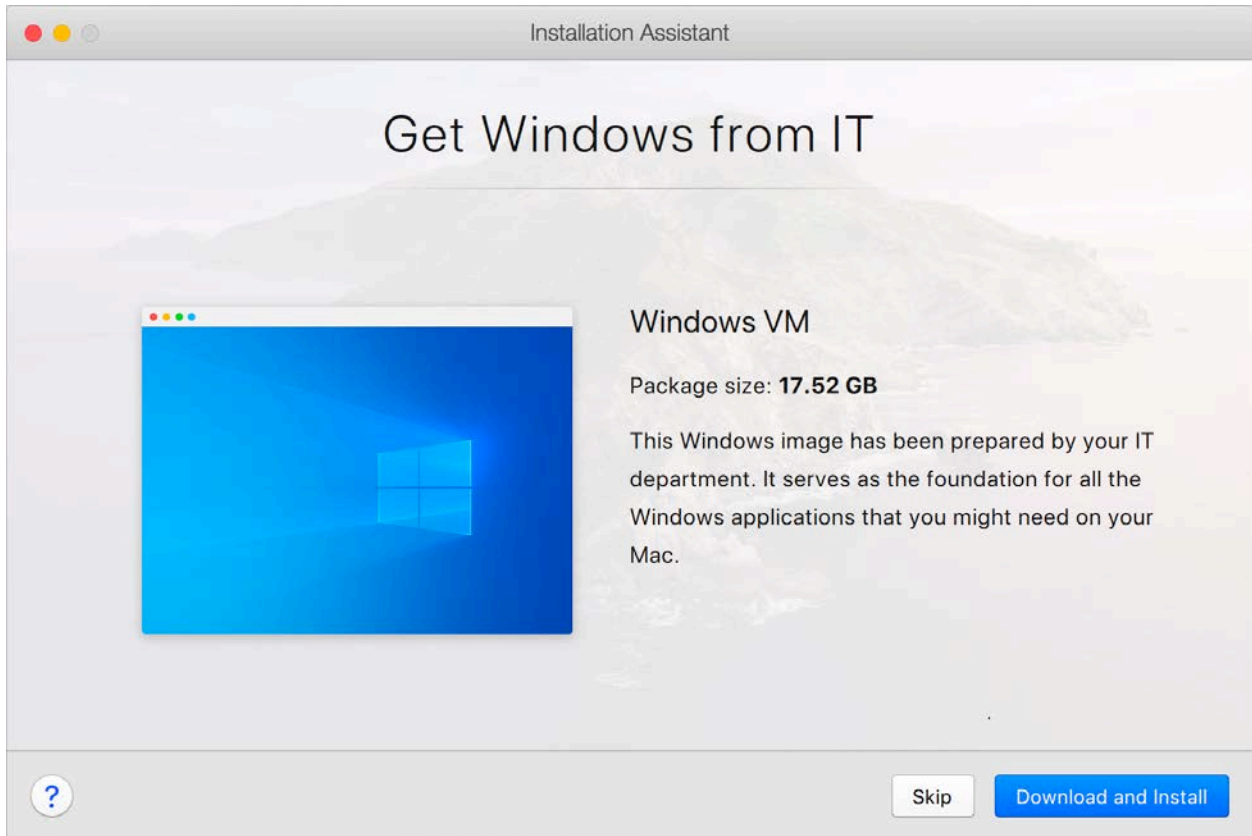 Installation Assistant
Get Windows from IT
Windows VM
Package size: 17.52 GB
This Windows image has been prepared by your IT
department. It serves as the foundation for all the
Windows applications that you might need on your
Mac.
?
Skip
Download and Install